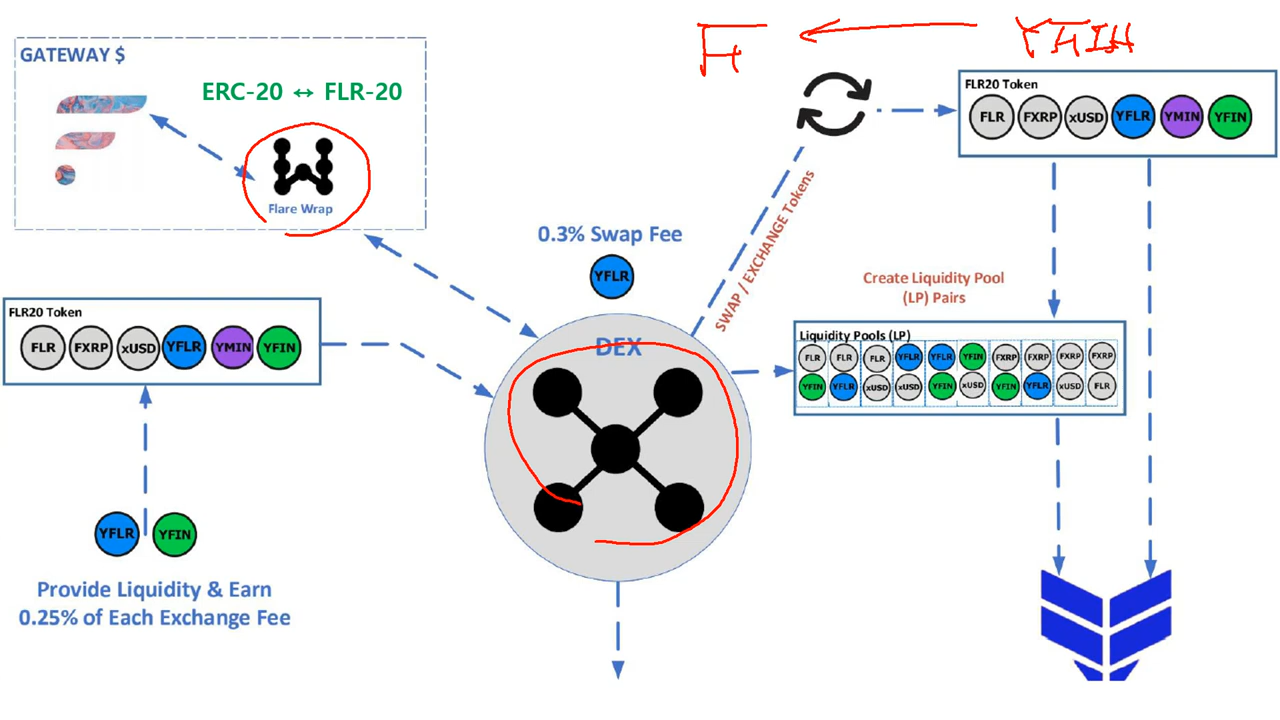 GATEWAY $
ERC-20 ↔ FLR-20
Flare Wrap
FLR20 Token
FLR FXRP xUSD YFLR YMIN YFIN
0.3% Swap Fee
YFLR
SWAP / EXCHANGE Tokens
Create Liquidity Pool
(LP) Pairs
FLR20 Token
FLR FXRP xUSD YFLR YMIN YFIN
DEX
Liquidity Pools (LP)
FLR FLR FLR YFLR YFLR YFIN FXRP FXRP FXRP FXRP
YFIN YFLR xUSD xUSD YFIN xUSD YFIN YFLR xUSD FLR
YFLR YFIN
Provide Liquidity & Earn
0.25% of Each Exchange Fee